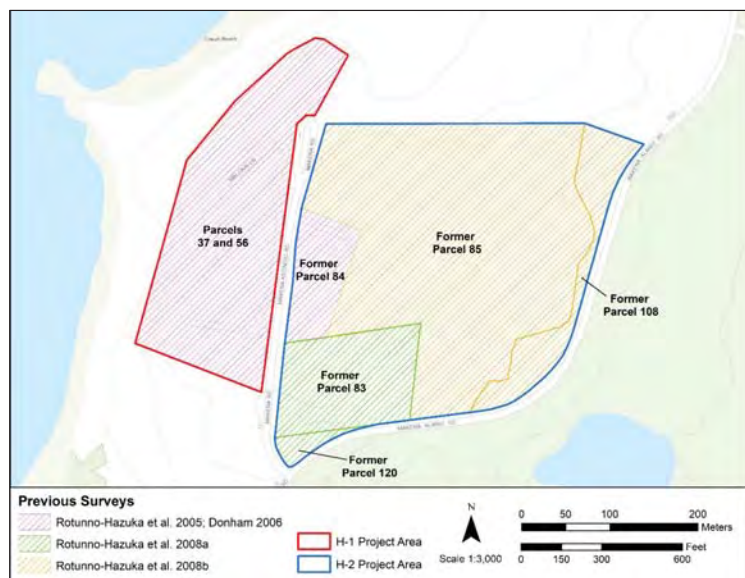 Parcels
37 and 56
Former
Parcel 84
Former
Parcel 85
Former
Parcel 108
Former
Parcel 83
Former
Parcel 120
MAKENA ALANUI RD
Previous Surveys
Rotunno-Hazuka et al. 2005; Donham 2006
Rotunno-Hazuka et al. 2008a
Rotunno-Hazuka et al. 2008b
H-1 Project Area
H-2 Project Area
N
Scale 1:3,000
0 50 100 200
Meters
Feet
0 150 300 600